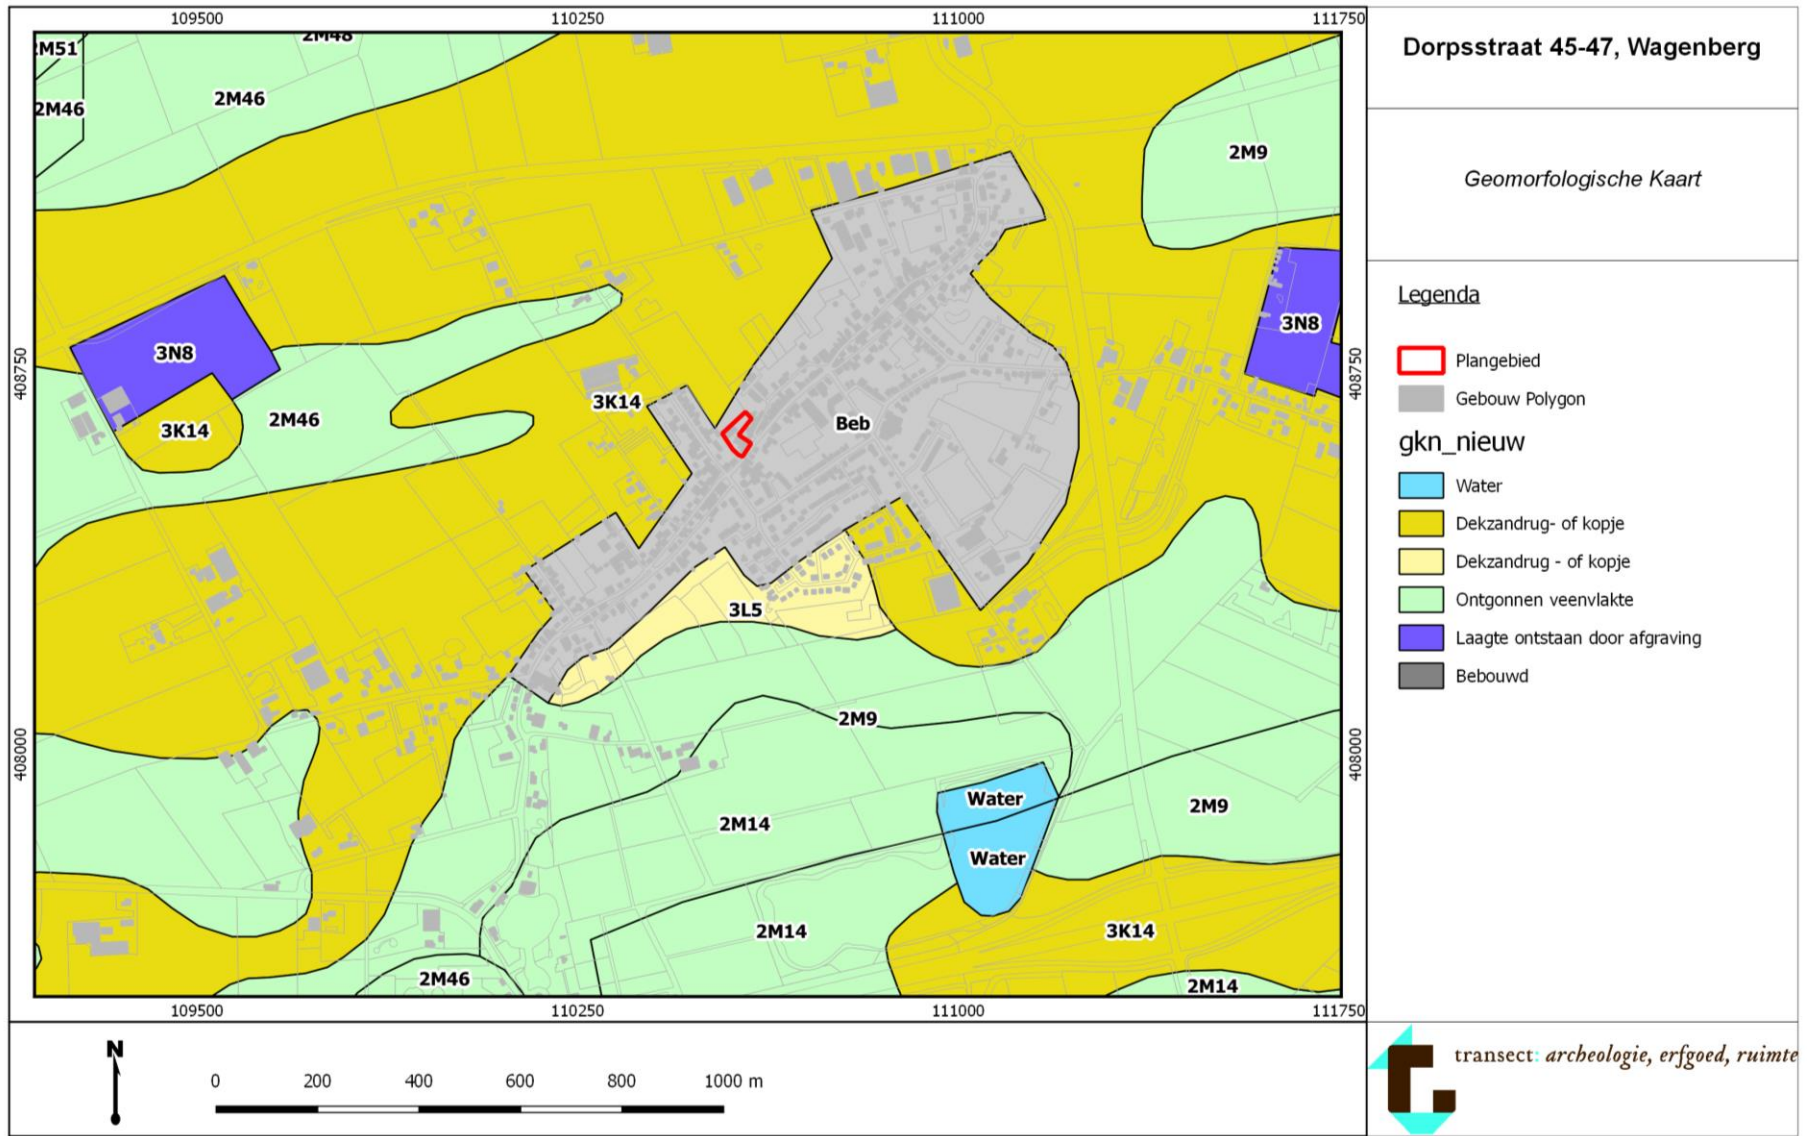 109500 110250 111000 111750
Dorpsstraat 45-47, Wagenberg
Geomorfologische Kaart
Legenda
Plangebied
Gebouw Polygon
gkn_nieuw
Water
Dekzandrug- of kopje
Dekzandrug - of kopje
Ontgonnen veenvlakte
Laagte ontstaan door afgraving
Bebouwd
2M48
2M51
2M46
2M46
2M9
3N8
3N8
408750
408750
3K14
2M46
3K14
Beb
3L5
2M9
408000
408000
Water
2M9
2M14
Water
2M14
3K14
2M46
2M14
109500 110250 111000 111750
N
0 200 400 600 800 1000 m
transect: archeologie, erfgoed, ruimte